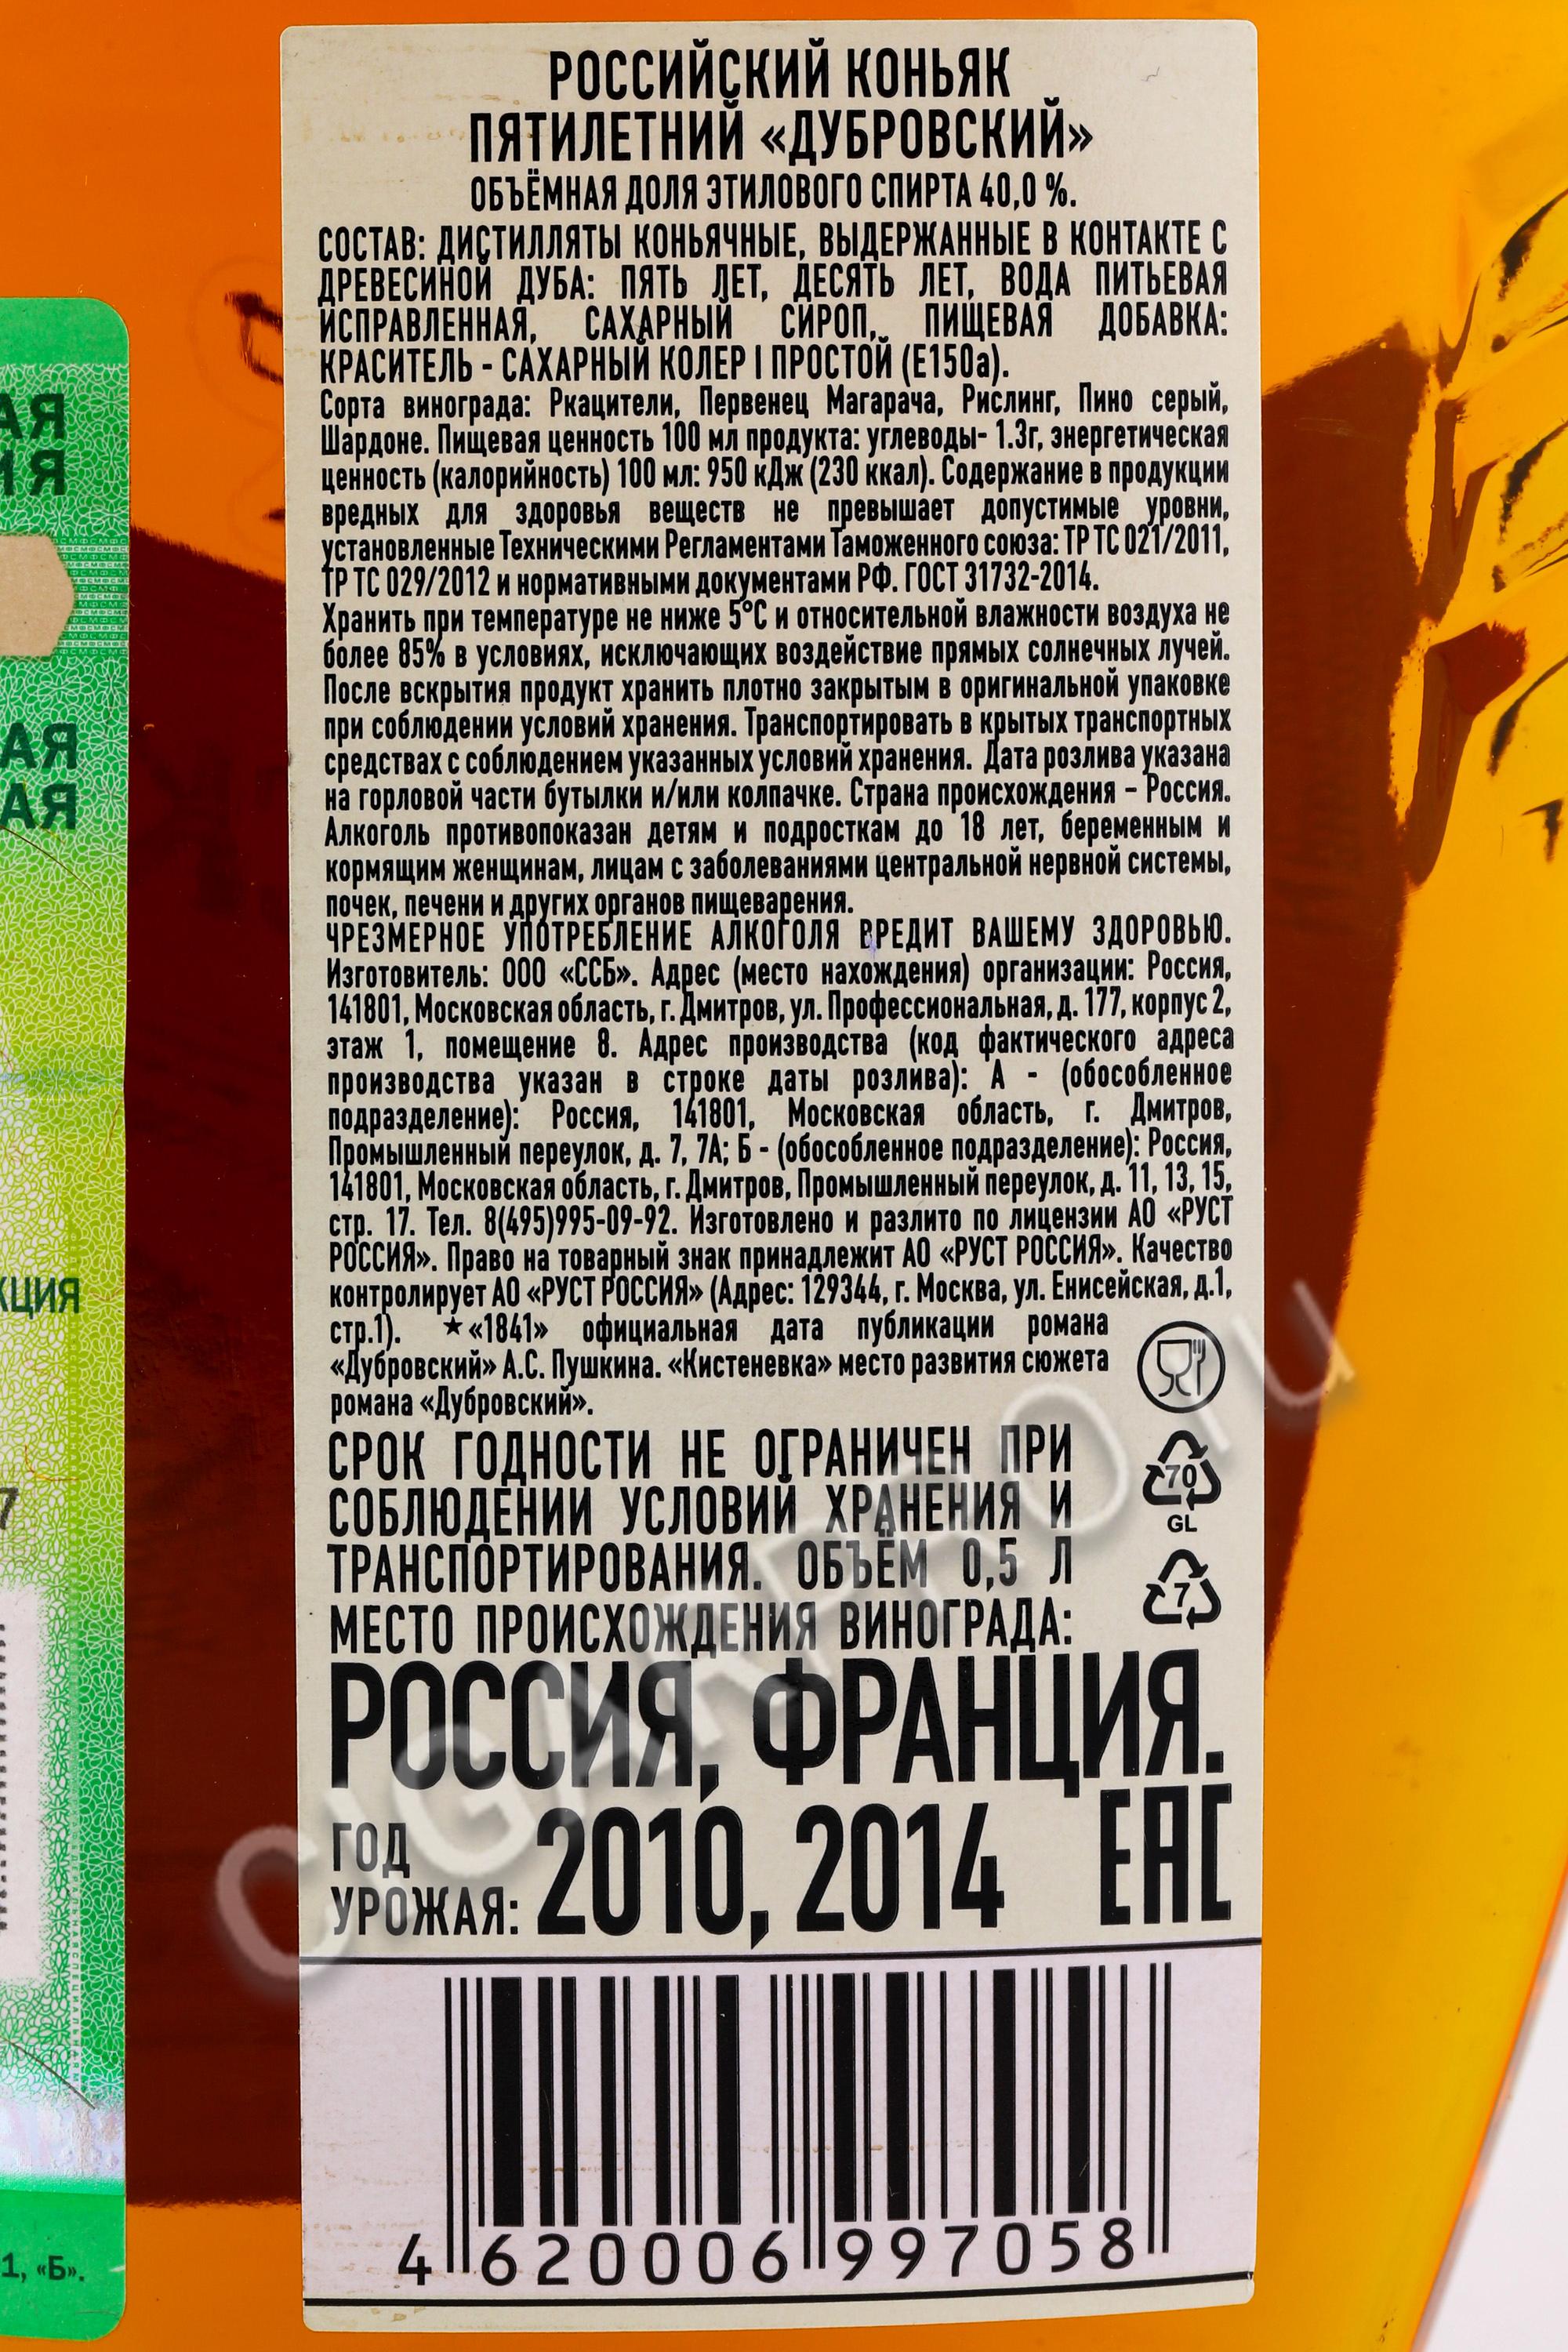 РОССИЙСКИЙ КОНЬЯК
ПЯТИЛЕТНИЙ «ДУБРОВСКИЙ»
ОБЪЁМНАЯ ДОЛЯ ЭТИЛОВОГО СПИРТА 40,0 %.
СОСТАВ: ДИСТИЛЛЯТЫ КОНЬЯЧНЫЕ, ВЫДЕРЖАННЫЕ В КОНТАКТЕ С
ДРЕВЕСИНОЙ ДУБА: ПЯТЬ ЛЕТ, ДЕСЯТЬ ЛЕТ, ВОДА ПИТЬЕВАЯ
ИСПРАВЛЕННАЯ, САХАРНЫЙ СИРОП, ПИЩЕВАЯ ДОБАВКА:
КРАСИТЕЛЬ - САХАРНЫЙ КОЛЕР I ПРОСТОЙ (Е150а).
Сорта винограда: Ркацители, Первенец Магарача, Рислинг, Пино серый,
Шардоне. Пищевая ценность 100 мл продукта: углеводы- 1.3г, энергетическая
ценность (калорийность) 100 мл: 950 кДж (230 ккал). Содержание в продукции
вредных для здоровья веществ не превышает допустимые уровни,
установленные Техническими Регламентами Таможенного союза: ТР ТС 021/2011,
ТР ТС 029/2012 и нормативными документами РФ. ГОСТ 31732-2014.
Хранить при температуре не ниже 5°С и относительной влажности воздуха не
более 85% в условиях, исключающих воздействие прямых солнечных лучей.
После вскрытия продукт хранить плотно закрытым в оригинальной упаковке
при соблюдении условий хранения. Транспортировать в крытых транспортных
средствах с соблюдением указанных условий хранения. Дата розлива указана
на горловой части бутылки и/или колпачке. Страна происхождения – Россия.
Алкоголь противопоказан детям и подросткам до 18 лет, беременным и
кормящим женщинам, лицам с заболеваниями центральной нервной системы,
почек, печени и других органов пищеварения.
ЧРЕЗМЕРНОЕ УПОТРЕБЛЕНИЕ АЛКОГОЛЯ ВРЕДИТ ВАШЕМУ ЗДОРОВЬЮ.
Изготовитель: ООО «ССБ». Адрес (место нахождения) организации: Россия,
141801, Московская область, г. Дмитров, ул. Профессиональная, д. 177, корпус 2,
этаж 1, помещение 8. Адрес производства (код фактического адреса
производства указан в строке даты розлива): А - (обособленное
подразделение): Россия, 141801, Московская область, г. Дмитров,
Промышленный переулок, д. 7, 7А; Б - (обособленное подразделение): Россия,
141801, Московская область, г. Дмитров, Промышленный переулок, д. 11, 13, 15,
стр. 17. Тел. 8(495)995-09-92. Изготовлено и разлито по лицензии АО «РУСТ
РОССИЯ». Право на товарный знак принадлежит АО «РУСТ РОССИЯ». Качество
контролирует АО «РУСТ РОССИЯ» (Адрес: 129344, г. Москва, ул. Енисейская, д.1,
стр.1). ★«1841» официальная дата публикации романа
«Дубровский» А.С. Пушкина. «Кистеневка» место развития сюжета
романа «Дубровский».
СРОК ГОДНОСТИ НЕ ОГРАНИЧЕН ПРИ
СОБЛЮДЕНИИ УСЛОВИЙ ХРАНЕНИЯ И
ТРАНСПОРТИРОВАНИЯ. ОБЪЁМ 0,5 Л
70
GL
7
МЕСТО ПРОИСХОЖДЕНИЯ ВИНОГРАДА:
РОССИЯ, ФРАНЦИЯ.
ГОД
УРОЖАЯ: 2010, 2014 ЕАС
4 620006 997058
CIGARPRO.ru
АЯ
ИЯ
АЯ
АЯ
КЦИЯ
7
1, «Б».